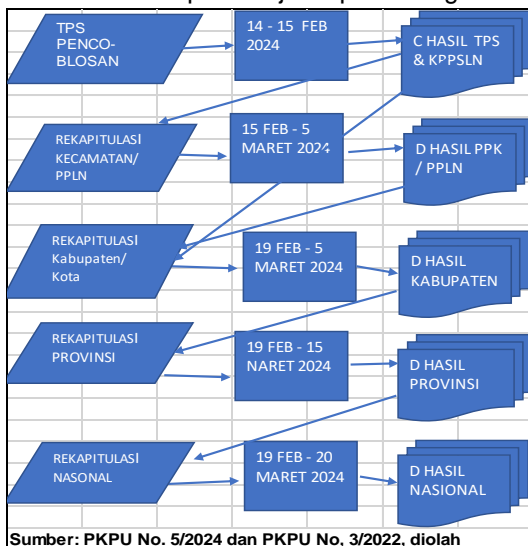 TPS
PENCO-
BLOSAN
14 - 15 FEB
2024
C HASIL TPS
& KPPSLN
REKAPITULASI
KECAMATAN/
PPLN
15 FEB - 5
MARET 2024
D HASIL PPK
/ PPLN
REKAPITULASI
Kabupaten/
Kota
19 FEB - 5
MARET 2024
D HASIL
KABUPATEN
REKAPITULASI
PROVINSI
19 FEB - 15
NARET 2024
D HASIL
PROVINSI
REKAPITULASI
NASONAL
19 FEB - 20
MARET 2024
D HASIL
NASIONAL
Sumber: PKPU No. 5/2024 dan PKPU No, 3/2022, diolah